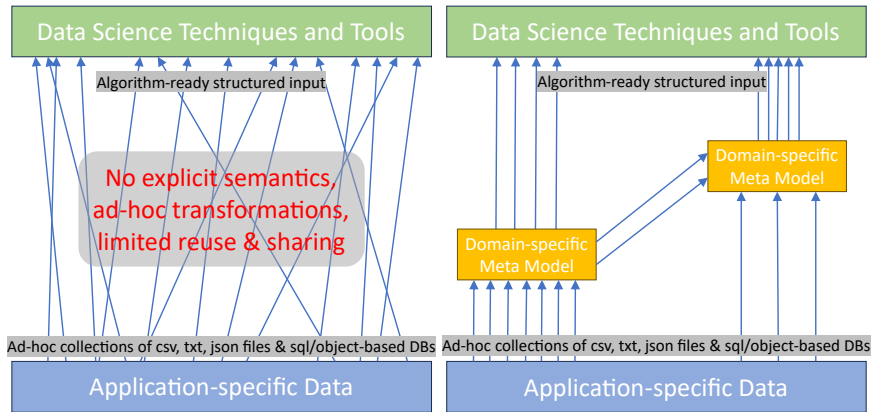 Data Science Techniques and Tools
Algorithm-ready structured input
No explicit semantics,
ad-hoc transformations,
limited reuse & sharing
Ad-hoc collections of csv, txt, json files & sql/object-based DBs
Application-specific Data
Data Science Techniques and Tools
Algorithm-ready structured input
Domain-specific
Meta Model
Domain-specific
Meta Model
Ad-hoc collections of csv, txt, json files & sql/object-based DBs
Application-specific Data